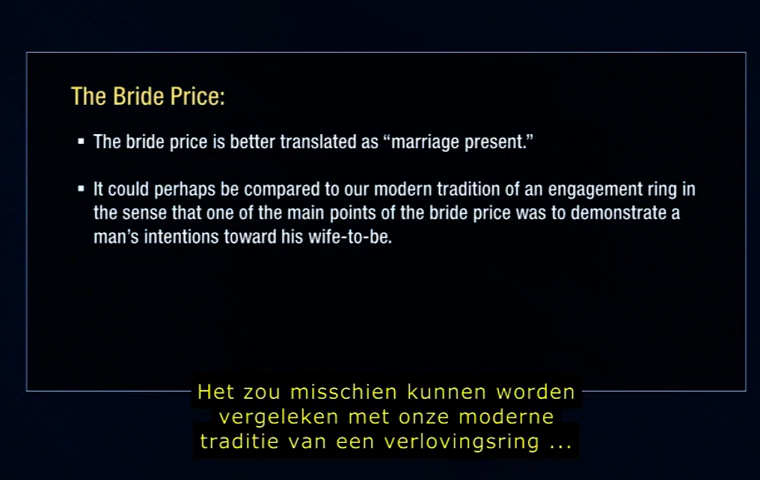 The Bride Price:
▪ The bride price is better translated as “marriage present.”
▪ It could perhaps be compared to our modern tradition of an engagement ring in
the sense that one of the main points of the bride price was to demonstrate a
man’s intentions toward his wife-to-be.
Het zou misschien kunnen worden
vergeleken met onze moderne
traditie van een verlovingsring ...